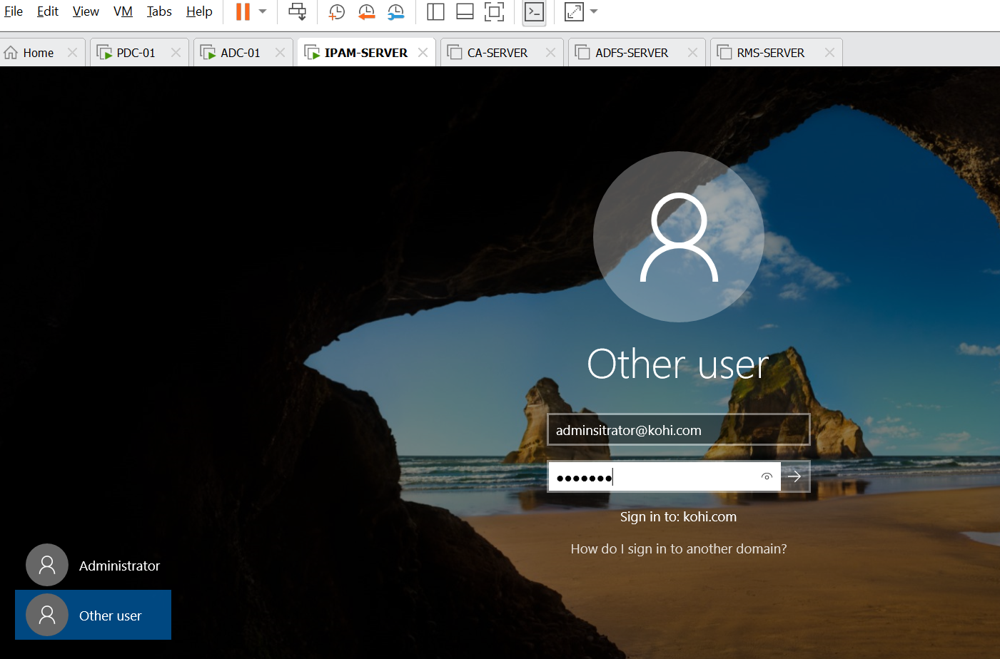 File Edit View VM Tabs Help
Home PDC-01 ADC-01 IPAM-SERVER CA-SERVER ADFS-SERVER RMS-SERVER
Other user
adminsitrator@kohi.com
Sign in to: kohi.com
How do I sign in to another domain?
Administrator
Other user